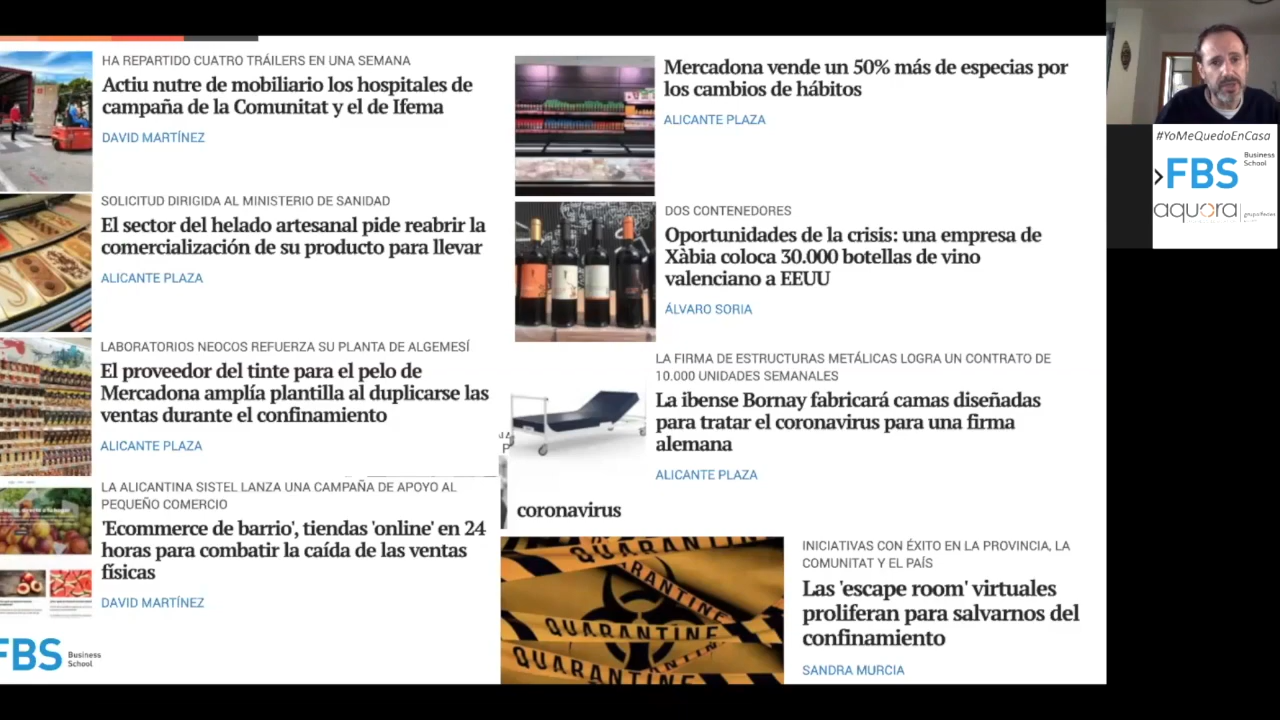 HA REPARTIDO CUATRO TRÁILERS EN UNA SEMANA
Actiu nutre de mobiliario los hospitales de
campaña de la Comunitat y el de Ifema
DAVID MARTÍNEZ
SOLICITUD DIRIGIDA AL MINISTERIO DE SANIDAD
El sector del helado artesanal pide reabrir la
comercialización de su producto para llevar
ALICANTE PLAZA
LABORATORIOS NEOCOS REFUERZA SU PLANTA DE ALGEMESÍ
El proveedor del tinte para el pelo de
Mercadona amplía plantilla al duplicarse las
ventas durante el confinamiento
ALICANTE PLAZA
LA ALICANTINA SISTEL LANZA UNA CAMPAÑA DE APOYO AL
PEQUEÑO COMERCIO
'Ecommerce de barrio', tiendas 'online' en 24
horas para combatir la caída de las ventas
físicas
DAVID MARTÍNEZ
FBS Business
School
Mercadona vende un 50% más de especias por
los cambios de hábitos
ALICANTE PLAZA
DOS CONTENEDORES
Oportunidades de la crisis: una empresa de
Xàbia coloca 30.000 botellas de vino
valenciano a EEUU
ÁLVARO SORIA
LA FIRMA DE ESTRUCTURAS METÁLICAS LOGRA UN CONTRATO DE
10.000 UNIDADES SEMANALES
La ibense Bornay fabricará camas diseñadas
para tratar el coronavirus para una firma
alemana
ALICANTE PLAZA
coronavirus
QUARANTINE
QUARANTINE
QUARANTINE
QUARANTINE
INICIATIVAS CON ÉXITO EN LA PROVINCIA, LA
COMUNITAT Y EL PAÍS
Las 'escape room' virtuales
proliferan para salvarnos del
confinamiento
SANDRA MURCIA
#YoMeQuedoEnCasa
FBS Business
School
aquora